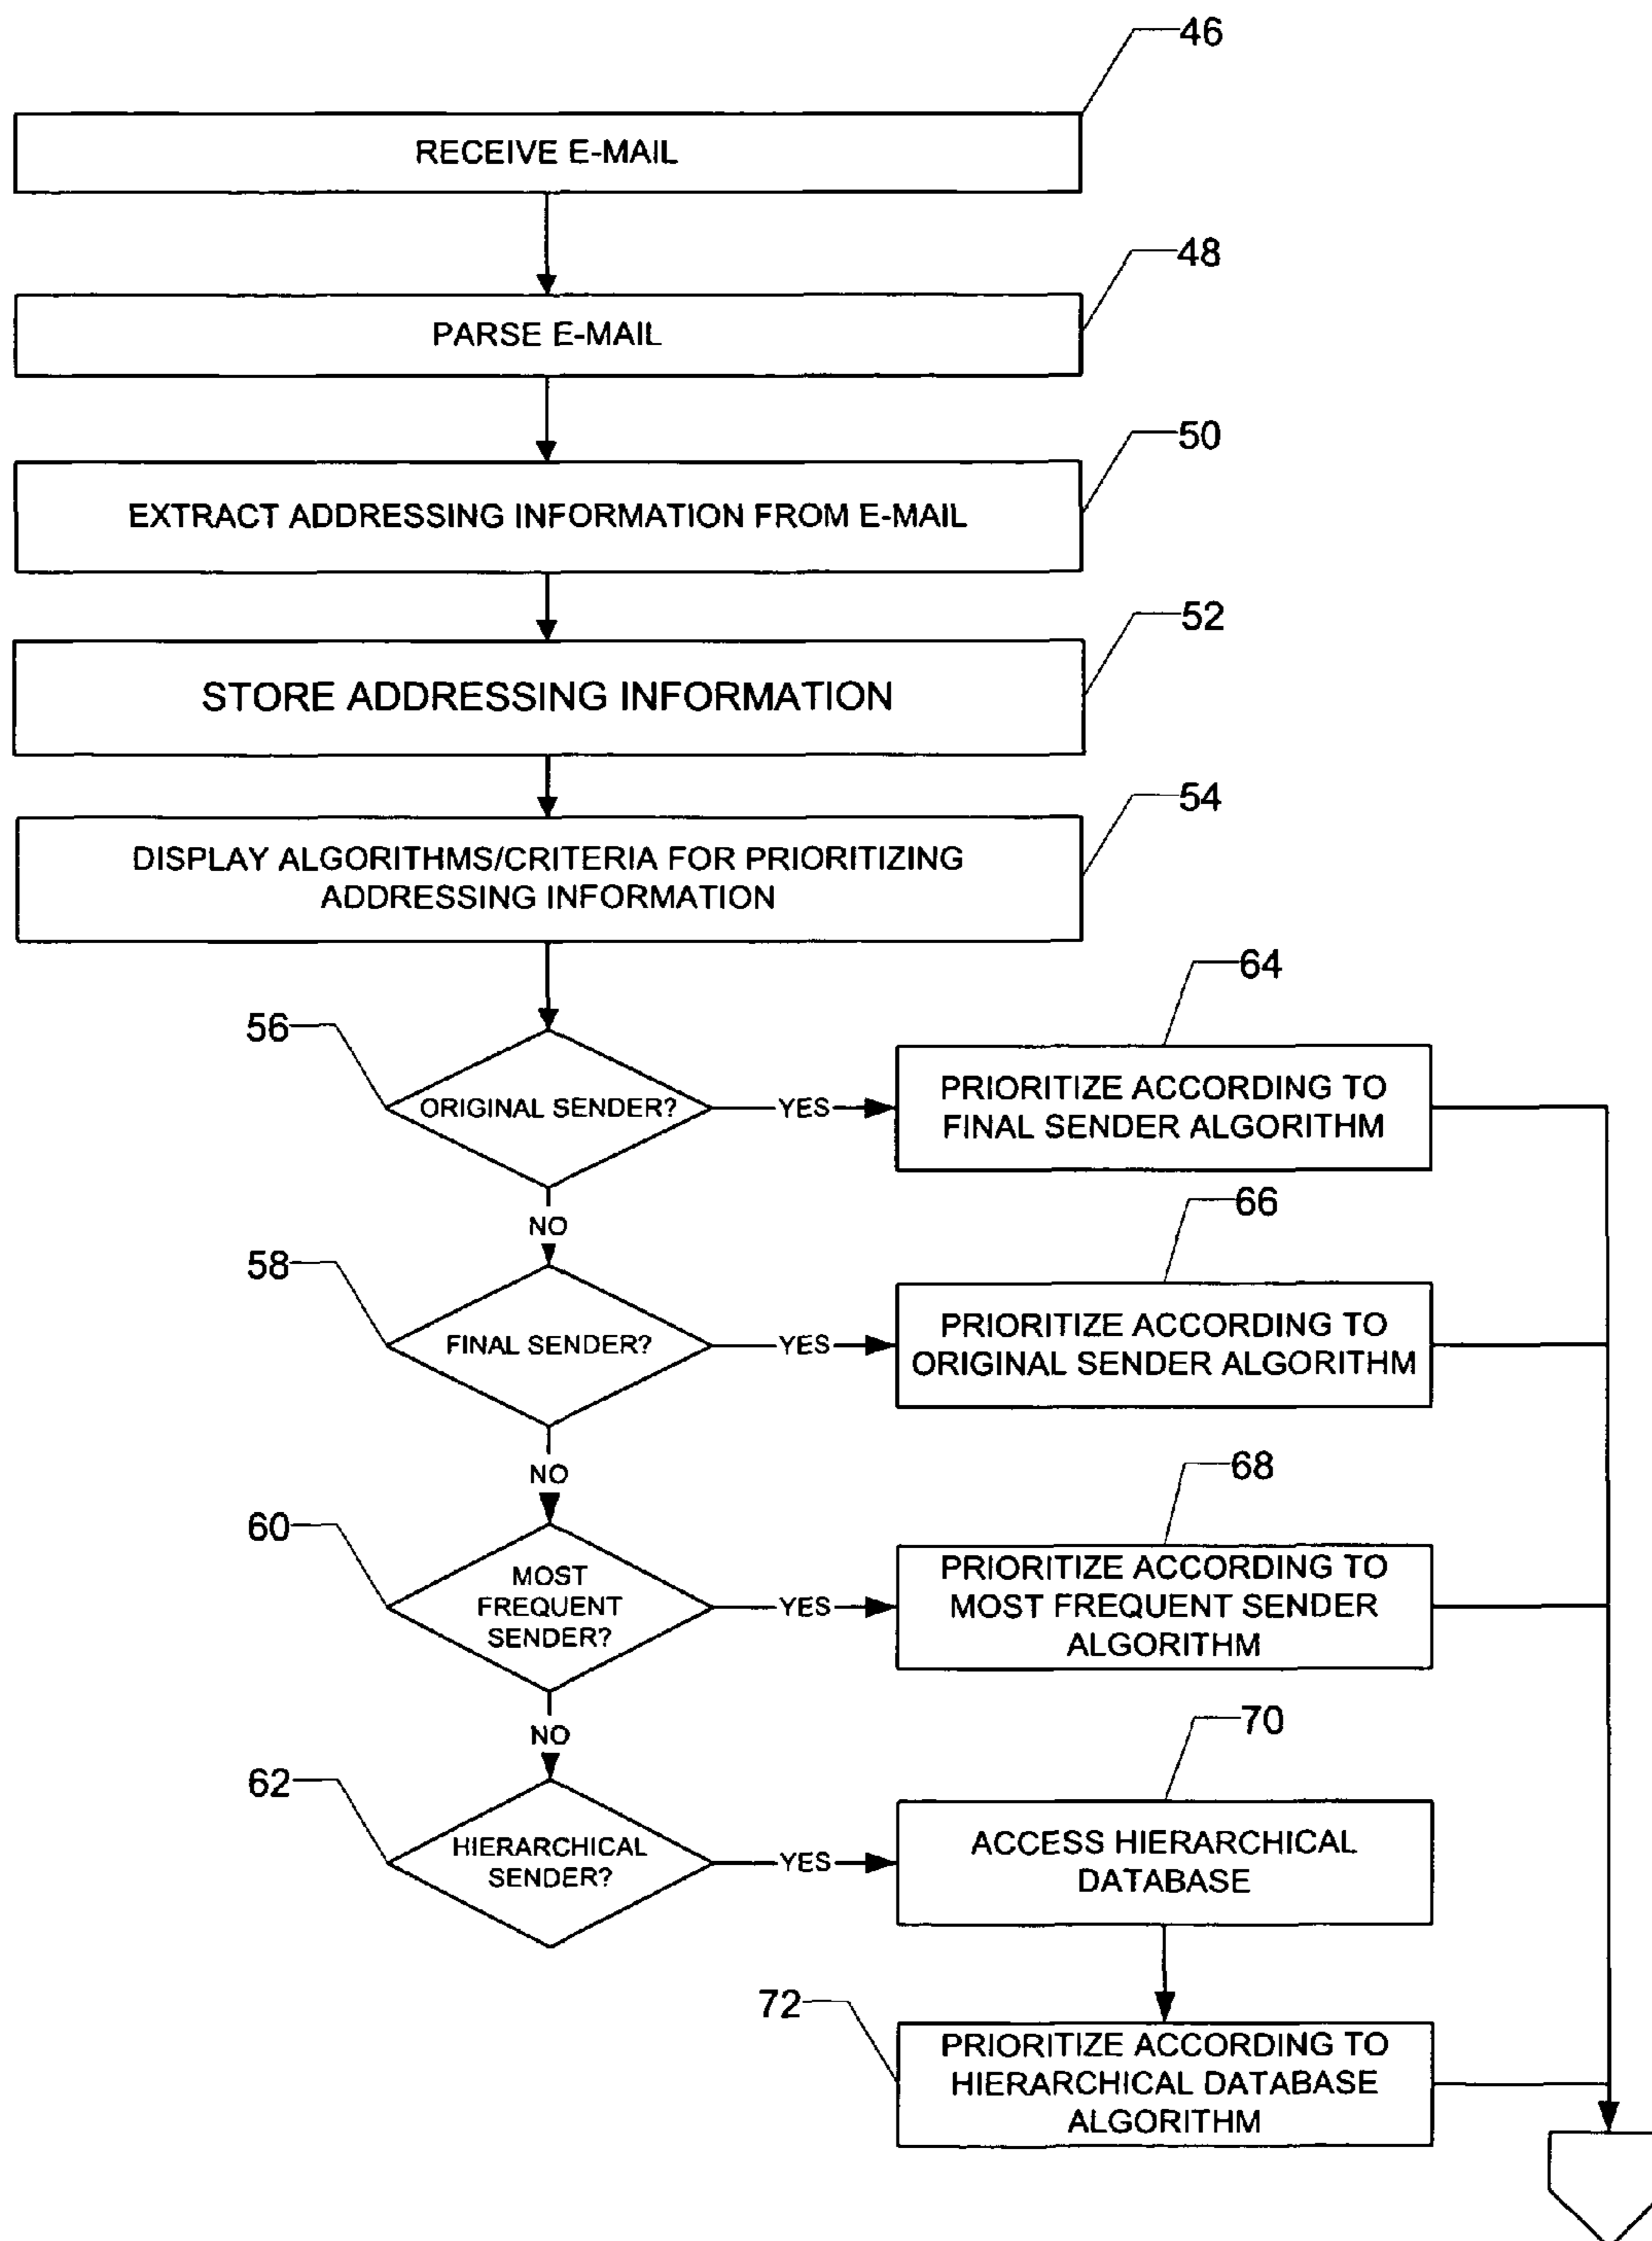 46
RECEIVE E-MAIL
48
PARSE E-MAIL
50
EXTRACT ADDRESSING INFORMATION FROM E-MAIL
52
STORE ADDRESSING INFORMATION
54
DISPLAY ALGORITHMS/CRITERIA FOR PRIORITIZING
ADDRESSING INFORMATION
56
ORIGINAL SENDER?
YES
64
PRIORITIZE ACCORDING TO
FINAL SENDER ALGORITHM
NO
58
FINAL SENDER?
YES
66
PRIORITIZE ACCORDING TO
ORIGINAL SENDER ALGORITHM
NO
60
MOST
FREQUENT
SENDER?
YES
68
PRIORITIZE ACCORDING TO
MOST FREQUENT SENDER
ALGORITHM
NO
62
HIERARCHICAL
SENDER?
YES
70
ACCESS HIERARCHICAL
DATABASE
72
PRIORITIZE ACCORDING TO
HIERARCHICAL DATABASE
ALGORITHM